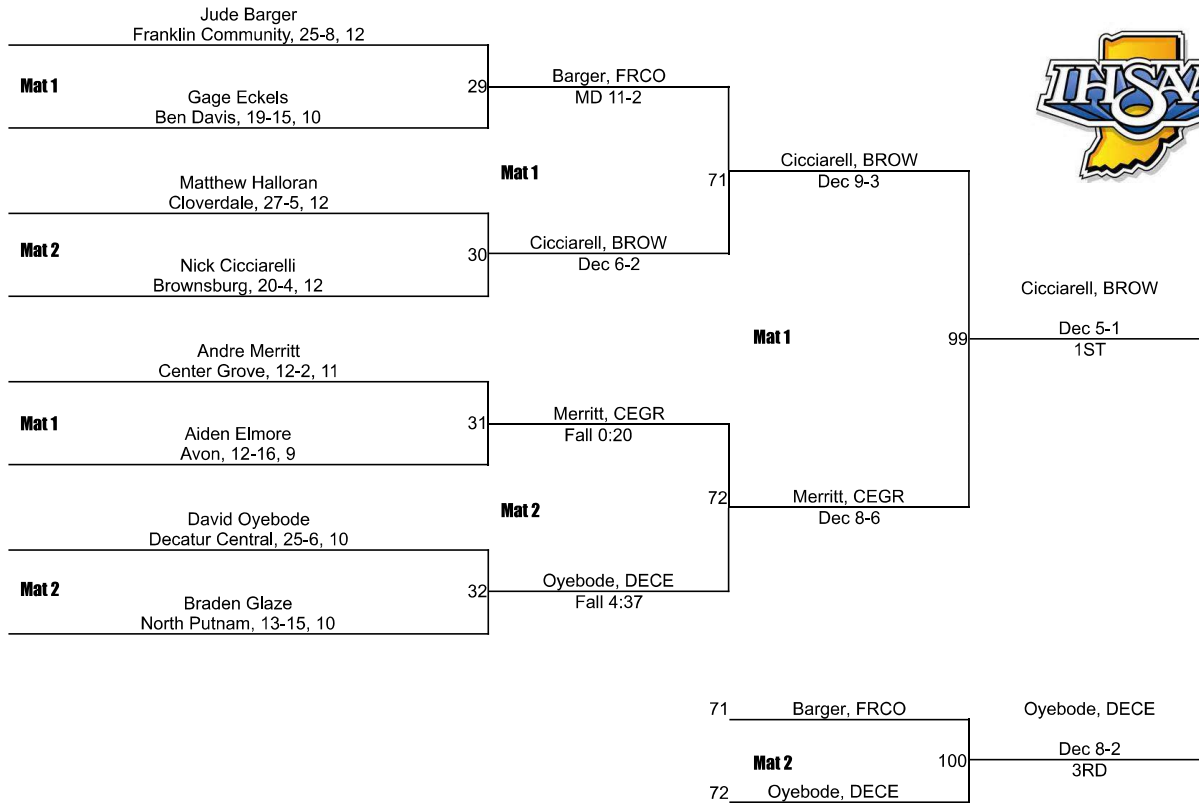 Jude Barger
Franklin Community, 25-8, 12
Mat 1
29
Gage Eckels
Ben Davis, 19-15, 10
Barger, FRCO
MD 11-2
Matthew Halloran
Cloverdale, 27-5, 12
Mat 2
30
Nick Cicciarelli
Brownsburg, 20-4, 12
Cicciarell, BROW
Dec 6-2
Mat 1
71
Cicciarell, BROW
Dec 9-3
Andre Merritt
Center Grove, 12-2, 11
Mat 1
31
Aiden Elmore
Avon, 12-16, 9
Merritt, CEGR
Fall 0:20
David Oyebode
Decatur Central, 25-6, 10
Mat 2
32
Braden Glaze
North Putnam, 13-15, 10
Oyebode, DECE
Fall 4:37
Mat 2
72
Merritt, CEGR
Dec 8-6
Mat 1
99
Cicciarell, BROW
Dec 5-1
1ST
IHSAA
71
Barger, FRCO
Mat 2
100
72
Oyebode, DECE
Oyebode, DECE
Dec 8-2
3RD